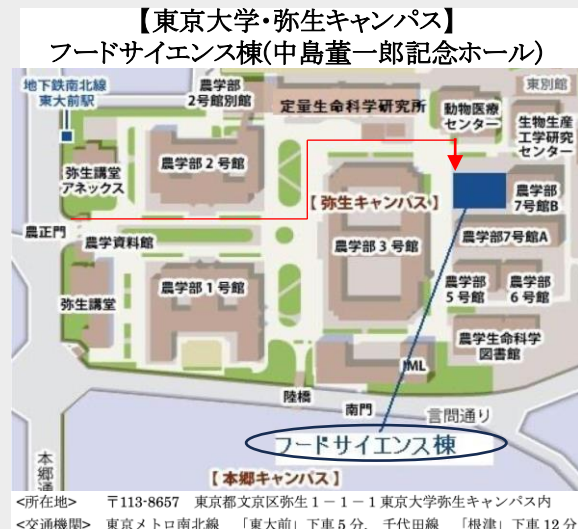 【東京大学・弥生キャンパス】
フードサイエンス棟(中島董一郎記念ホール)
地下鉄南北線
東大前駅
農学部
2号館別館
定量生命科学研究所
動物医療
センター
東別館
生物生産
工学研究
センター
弥生講堂
アネックス
農学部2号館
【弥生キャンパス】
農学部
7号館B
農正門
農学資料館
農学部3号館
農学部7号館A
弥生講堂
農学部1号館
農学部
5号館
農学部
6号館
農学生命科学
図書館
IML
陸橋
南門
言問通り
フードサイエンス棟
本郷通
【本郷キャンパス】
<所在地> 〒113-8657 東京都文京区弥生1-1-1東京大学弥生キャンパス内
<交通機関> 東京メトロ南北線 「東大前」下車5分, 千代田線 「根津」下車12分